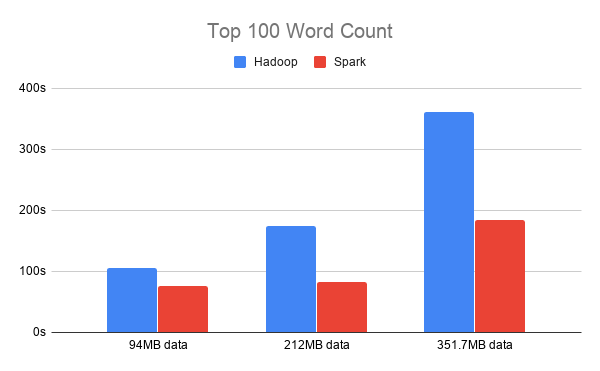 Top 100 Word Count
Hadoop Spark
400s
300s
200s
100s
0s
94MB data 212MB data 351.7MB data